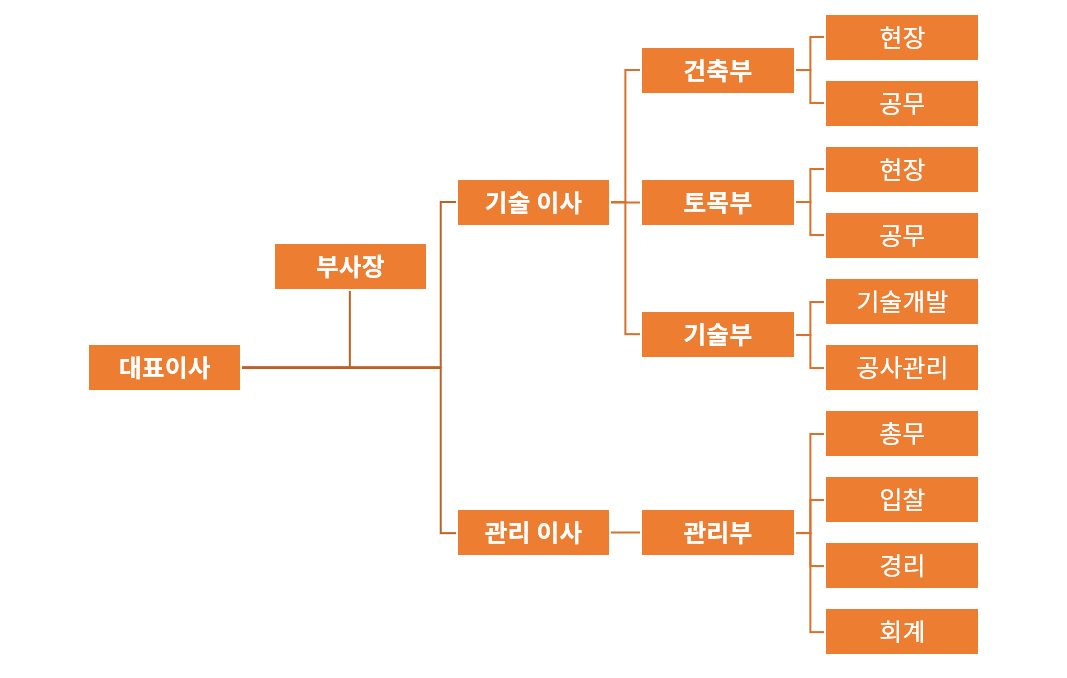 대표이사
부사장
기술 이사
관리 이사
건축부
토목부
기술부
관리부
현장
공무
현장
공무
기술개발
공사관리
총무
입찰
경리
회계